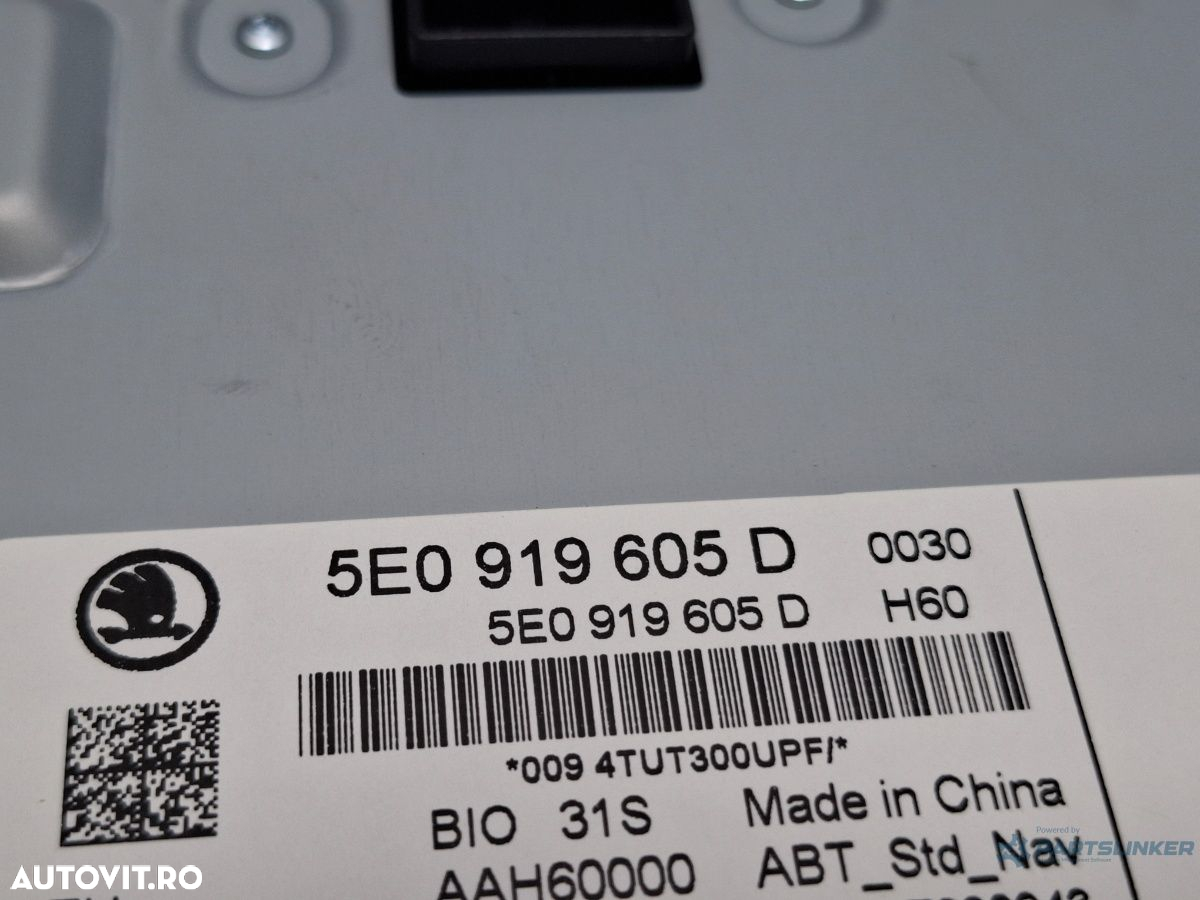 5E0 919 605 D 0030
5E0 919 605 D H60
*009 4TUT300UPF/*
BIO 31S Made in China
AAH60000 ABT_Std_Nav
Powered by
PARTSLINKER
AUTOVIT.RO